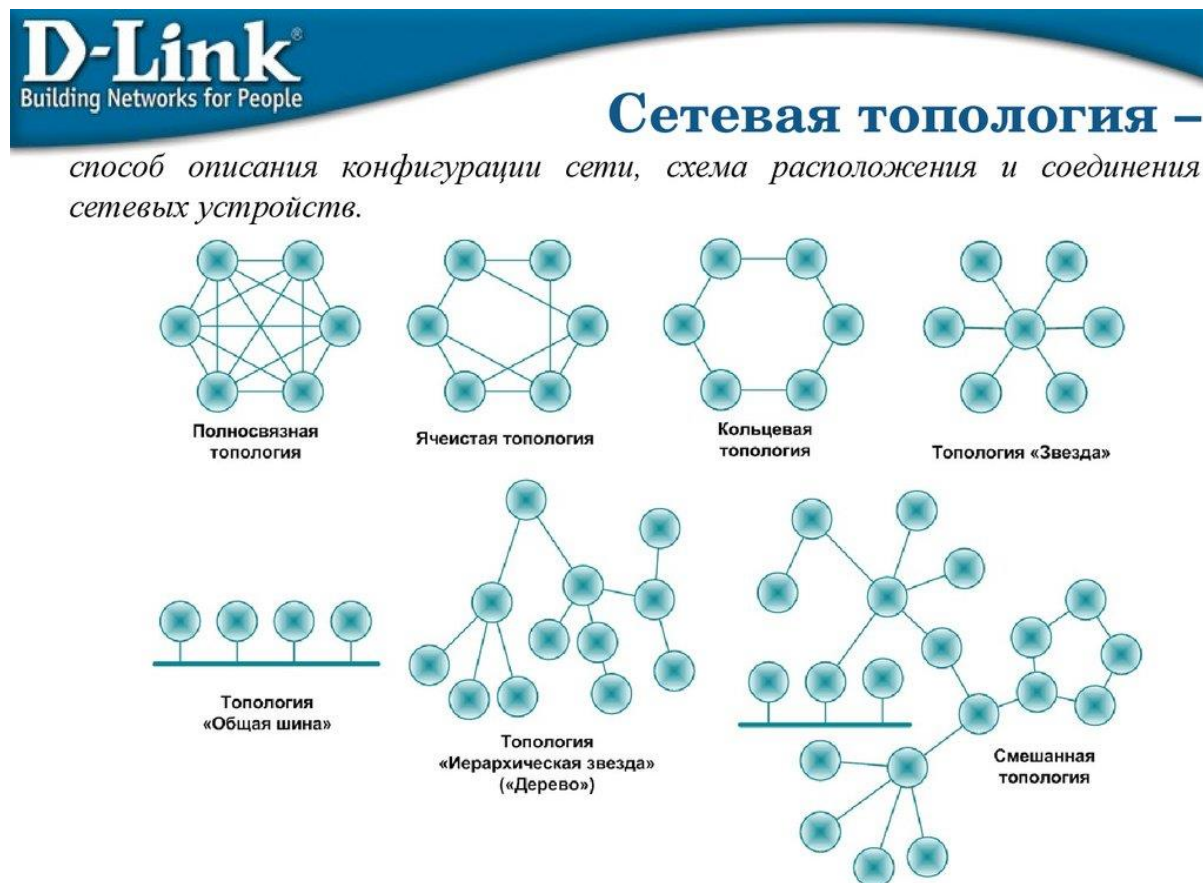 D-Link®
Building Networks for People
Сетевая топология –
способ описания конфигурации сети, схема расположения и соединения
сетевых устройств.
Полносвязная
топология
Ячеистая топология
Кольцевая
топология
Топология «Звезда»
Топология
«Общая шина»
Топология
«Иерархическая звезда»
(«Дерево»)
Смешанная
топология